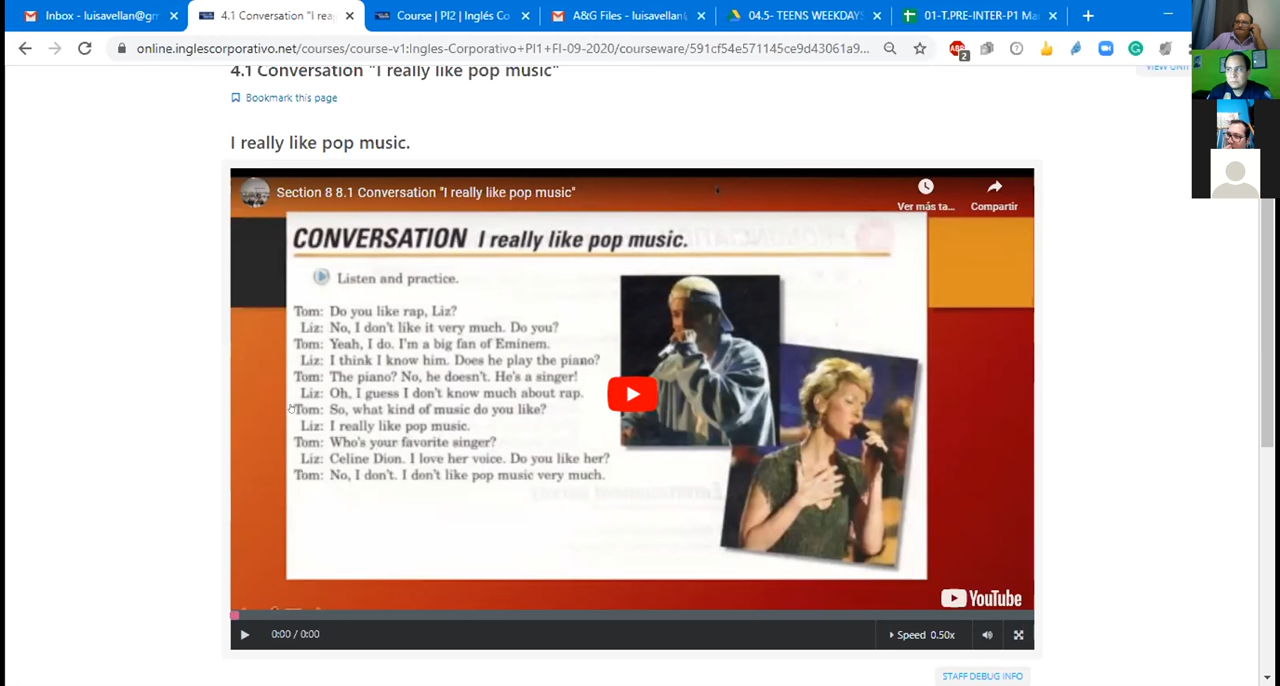 Inbox - luisavellan@gm
4.1 Conversation "I rea
Course | PI2 | Inglés Co
A&G Files - luisavellan
04.5- TEENS WEEKDAYS
01-T.PRE-INTER-P1 Ma
online.inglescorporativo.net/courses/course-v1:Ingles-Corporativo+PI1+FI-09-2020/courseware/591cf54e571145ce9d43061a9...
ABP
2
4.1 Conversation "I really like pop music"
VIEW UNIT
Bookmark this page
I really like pop music.
Section 8 8.1 Conversation "I really like pop music"
Ver más ta...
Compartir
CONVERSATION I really like pop music.
Listen and practice.
Tom: Do you like rap, Liz?
Liz: No, I don't like it very much. Do you?
Tom: Yeah, I do. I'm a big fan of Eminem.
Liz: I think I know him. Does he play the piano?
Tom: The piano? No, he doesn't. He's a singer!
Liz: Oh, I guess I don't know much about rap.
Tom: So, what kind of music do you like?
Liz: I really like pop music.
Tom: Who's your favorite singer?
Liz: Celine Dion. I love her voice. Do you like her?
Tom: No, I don't. I don't like pop music very much.
YouTube
0:00 / 0:00
Speed 0.50x
STAFF DEBUG INFO